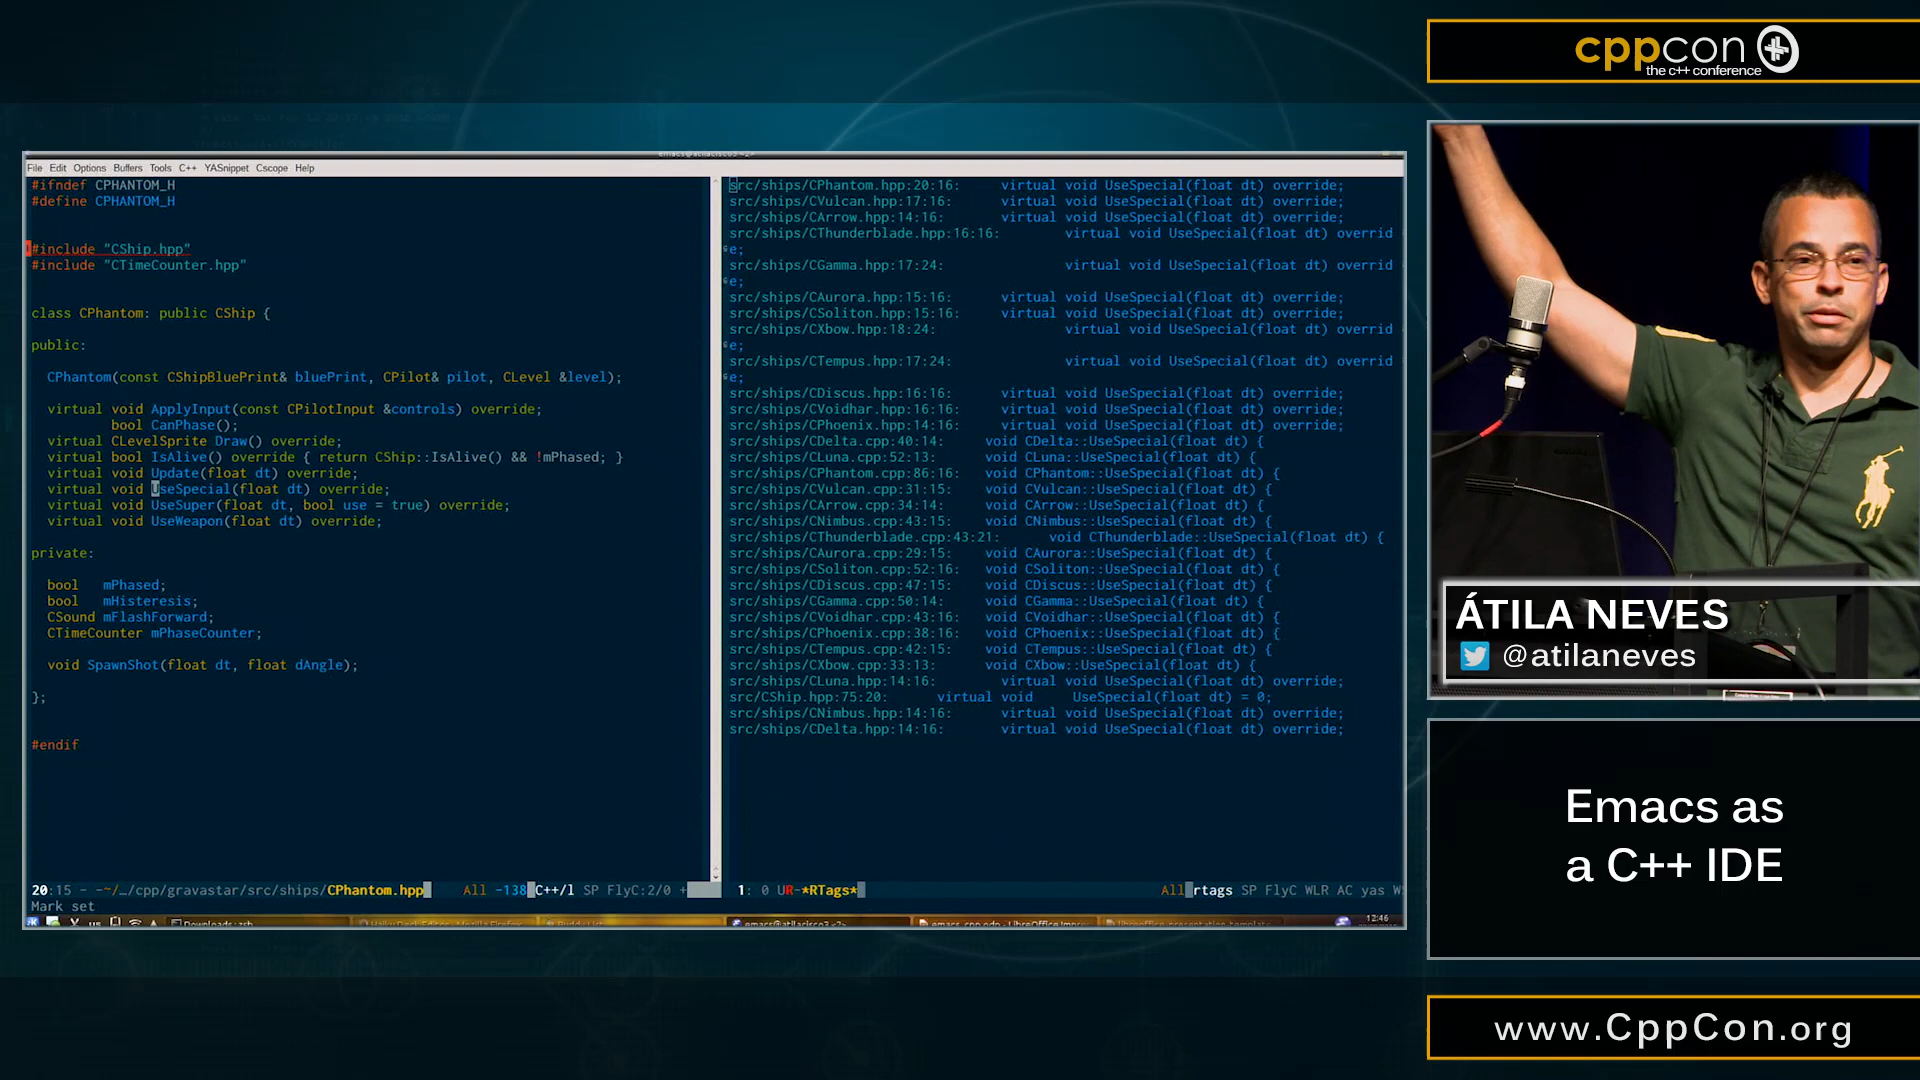 emacs@atilacisco3 <2>
File Edit Options Buffers Tools C++ YASnippet Cscope Help
#ifndef CPHANTOM_H
#define CPHANTOM_H
#include "CShip.hpp"
#include "CTimeCounter.hpp"
class CPhantom: public CShip {
public:
CPhantom(const CShipBluePrint& bluePrint, CPilot& pilot, CLevel &level);
virtual void ApplyInput(const CPilotInput &controls) override;
bool CanPhase();
virtual CLevelSprite Draw() override;
virtual bool IsAlive() override { return CShip::IsAlive() && !mPhased; }
virtual void Update(float dt) override;
virtual void UseSpecial(float dt) override;
virtual void UseSuper(float dt, bool use = true) override;
virtual void UseWeapon(float dt) override;
private:
bool mPhased;
bool mHisteresis;
CSound mFlashForward;
CTimeCounter mPhaseCounter;
void SpawnShot(float dt, float dAngle);
};
#endif
20:15 - ~/…/cpp/gravastar/src/ships/CPhantom.hpp All -138 C++/l SP FlyC:2/0 +
Mark set
src/ships/CPhantom.hpp:20:16: virtual void UseSpecial(float dt) override;
src/ships/CVulcan.hpp:17:16: virtual void UseSpecial(float dt) override;
src/ships/CArrow.hpp:14:16: virtual void UseSpecial(float dt) override;
src/ships/CThunderblade.hpp:16:16: virtual void UseSpecial(float dt) overrid
e;
src/ships/CGamma.hpp:17:24: virtual void UseSpecial(float dt) overrid
e;
src/ships/CAurora.hpp:15:16: virtual void UseSpecial(float dt) override;
src/ships/CSoliton.hpp:15:16: virtual void UseSpecial(float dt) override;
src/ships/CXbow.hpp:18:24: virtual void UseSpecial(float dt) overrid
e;
src/ships/CTempus.hpp:17:24: virtual void UseSpecial(float dt) overrid
e;
src/ships/CDiscus.hpp:16:16: virtual void UseSpecial(float dt) override;
src/ships/CVoidhar.hpp:16:16: virtual void UseSpecial(float dt) override;
src/ships/CPhoenix.hpp:14:16: virtual void UseSpecial(float dt) override;
src/ships/CDelta.cpp:40:14: void CDelta::UseSpecial(float dt) {
src/ships/CLuna.cpp:52:13: void CLuna::UseSpecial(float dt) {
src/ships/CPhantom.cpp:86:16: void CPhantom::UseSpecial(float dt) {
src/ships/CVulcan.cpp:31:15: void CVulcan::UseSpecial(float dt) {
src/ships/CArrow.cpp:34:14: void CArrow::UseSpecial(float dt) {
src/ships/CNimbus.cpp:43:15: void CNimbus::UseSpecial(float dt) {
src/ships/CThunderblade.cpp:43:21: void CThunderblade::UseSpecial(float dt) {
src/ships/CAurora.cpp:29:15: void CAurora::UseSpecial(float dt) {
src/ships/CSoliton.cpp:52:16: void CSoliton::UseSpecial(float dt) {
src/ships/CDiscus.cpp:47:15: void CDiscus::UseSpecial(float dt) {
src/ships/CGamma.cpp:50:14: void CGamma::UseSpecial(float dt) {
src/ships/CVoidhar.cpp:43:16: void CVoidhar::UseSpecial(float dt) {
src/ships/CPhoenix.cpp:38:16: void CPhoenix::UseSpecial(float dt) {
src/ships/CTempus.cpp:42:15: void CTempus::UseSpecial(float dt) {
src/ships/CXbow.cpp:33:13: void CXbow::UseSpecial(float dt) {
src/ships/CLuna.hpp:14:16: virtual void UseSpecial(float dt) override;
src/CShip.hpp:75:20: virtual void UseSpecial(float dt) = 0;
src/ships/CNimbus.hpp:14:16: virtual void UseSpecial(float dt) override;
src/ships/CDelta.hpp:14:16: virtual void UseSpecial(float dt) override;
1: 0 UR-*RTags* All rtags SP FlyC WLR AC yas W
Downloads : zsh
emacs@atilacisco3 <2>
12:46
cppcon
the c++ conference
ÁTILA NEVES
@atilaneves
Emacs as
a C++ IDE
www.CppCon.org